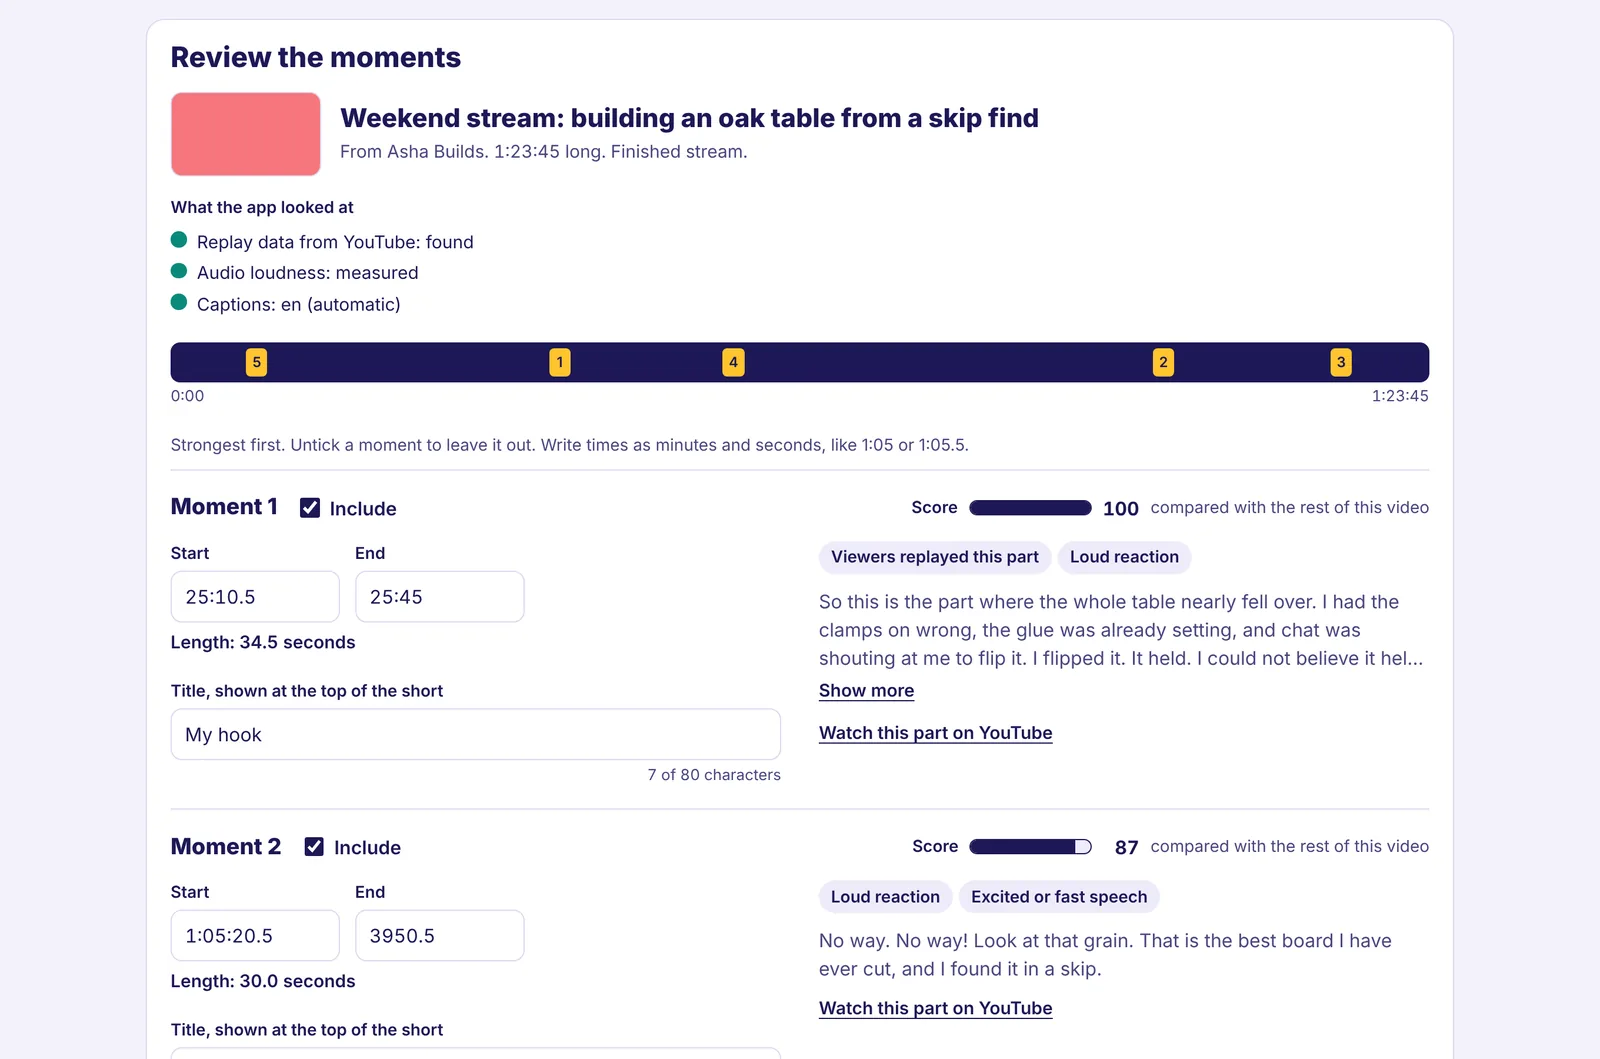 Review the moments
Weekend stream: building an oak table from a skip find
From Asha Builds. 1:23:45 long. Finished stream.
What the app looked at
Replay data from YouTube: found
Audio loudness: measured
Captions: en (automatic)
5 1 4 2 3
0:00 1:23:45
Strongest first. Untick a moment to leave it out. Write times as minutes and seconds, like 1:05 or 1:05.5.
Moment 1 Include
Score 100 compared with the rest of this video
Start End
25:10.5 25:45
Length: 34.5 seconds
Title, shown at the top of the short
My hook
7 of 80 characters
Viewers replayed this part Loud reaction
So this is the part where the whole table nearly fell over. I had the
clamps on wrong, the glue was already setting, and chat was
shouting at me to flip it. I flipped it. It held. I could not believe it hel...
Show more
Watch this part on YouTube
Moment 2 Include
Score 87 compared with the rest of this video
Start End
1:05:20.5 3950.5
Length: 30.0 seconds
Title, shown at the top of the short
Loud reaction Excited or fast speech
No way. No way! Look at that grain. That is the best board I have
ever cut, and I found it in a skip.
Watch this part on YouTube